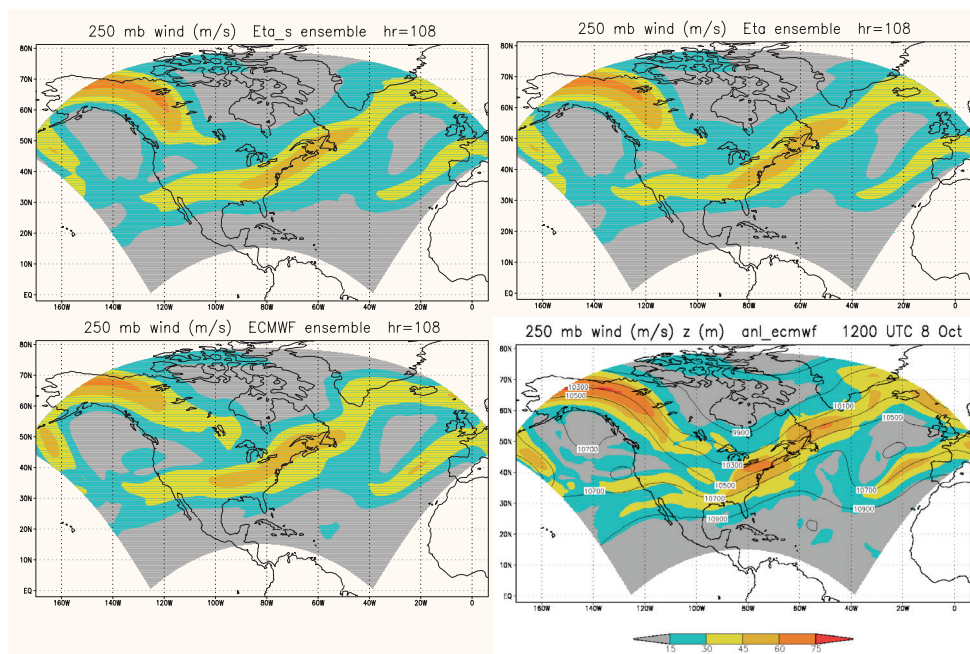 250 mb wind (m/s) Eta_s ensemble hr=108
80N
70N
60N
50N
40N
30N
20N
10N
EQ
160W 140W 120W 100W 80W 60W 40W 20W 0
250 mb wind (m/s) Eta ensemble hr=108
80N
70N
60N
50N
40N
30N
20N
10N
EQ
160W 140W 120W 100W 80W 60W 40W 20W 0
250 mb wind (m/s) ECMWF ensemble hr=108
80N
70N
60N
50N
40N
30N
20N
10N
EQ
160W 140W 120W 100W 80W 60W 40W 20W 0
250 mb wind (m/s) z (m) anl_ecmwf 1200 UTC 8 Oct
80N
70N
60N
50N
40N
30N
20N
10N
EQ
10300
10500
10100
10500
9900
10700
10300
10500
10700
10700
10700
10900
10900
160W 140W 120W 100W 80W 60W 40W 20W 0
15 30 45 60 75